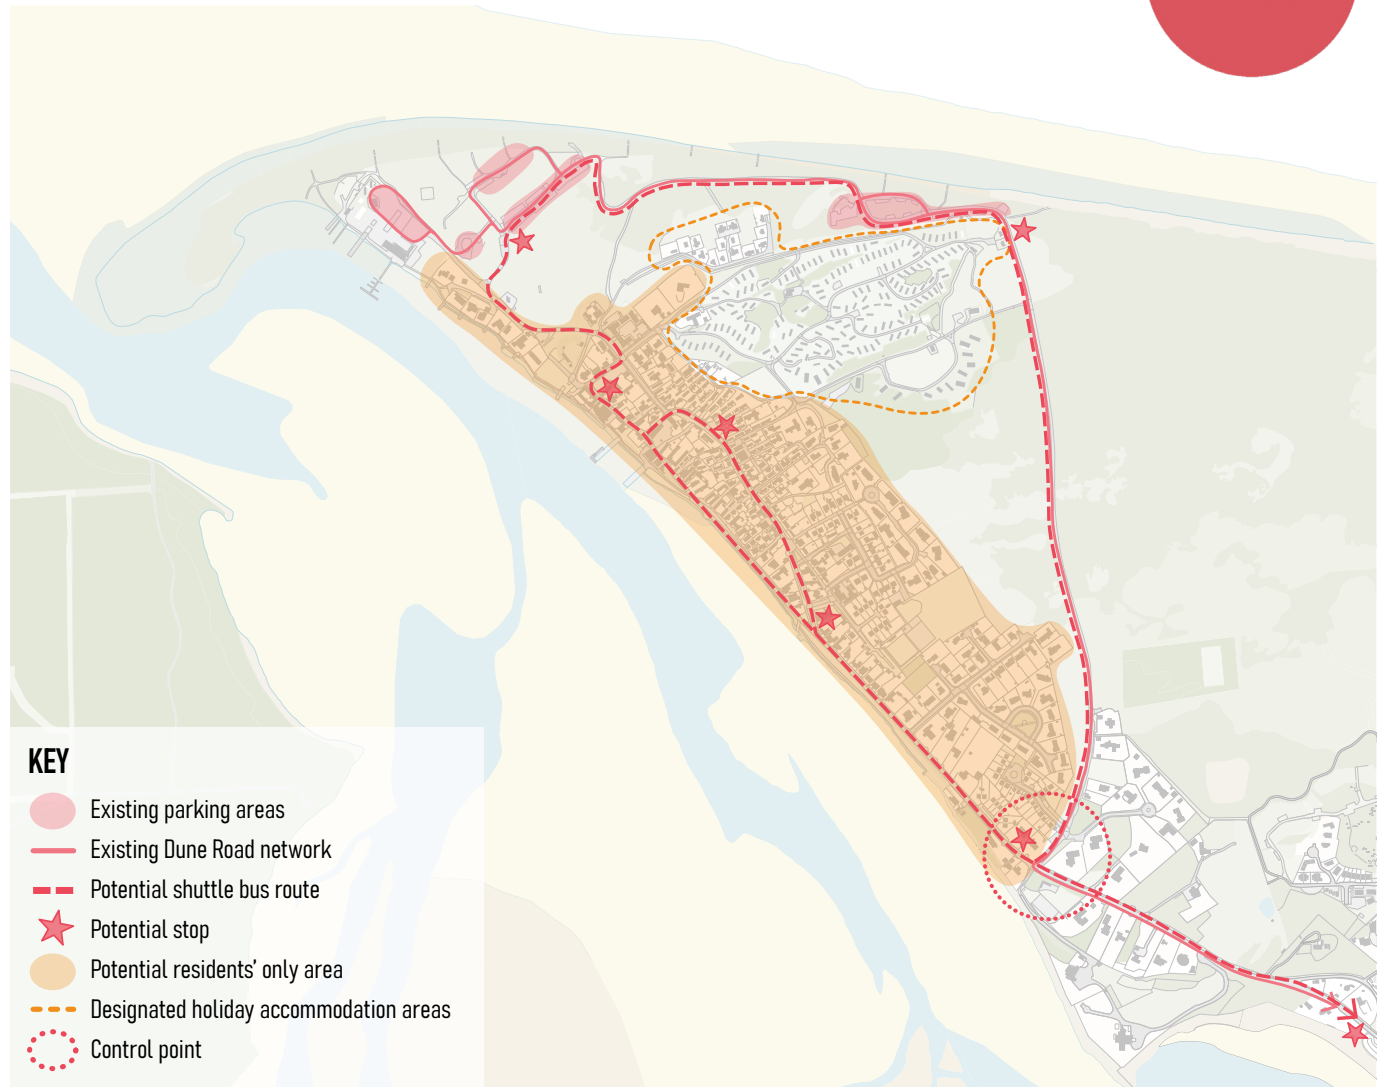 KEY
Existing parking areas
Existing Dune Road network
Potential shuttle bus route
Potential stop
Potential residents' only area
Designated holiday accommodation areas
Control point